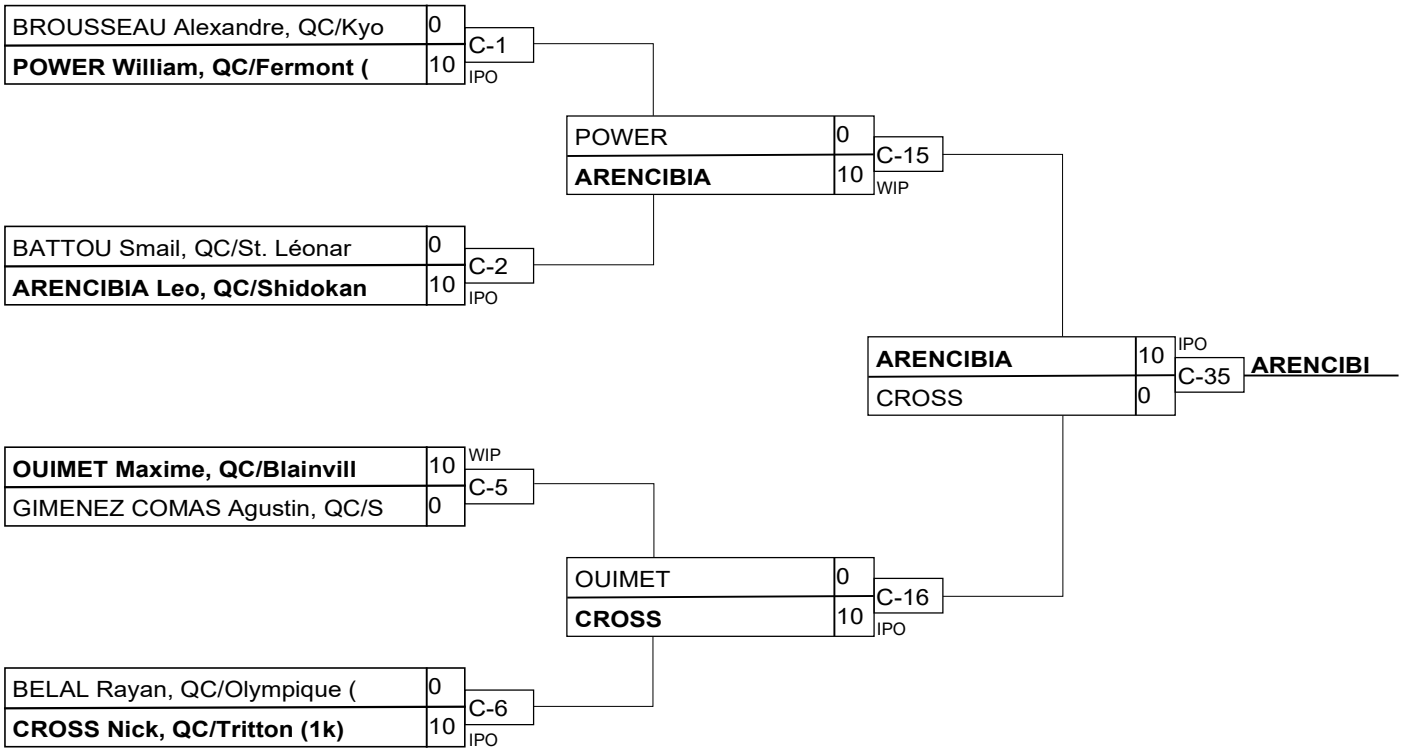 BROUSSEAU Alexandre, QC/Kyo 0
C-1
POWER William, QC/Fermont ( 10
IPO
POWER 0
C-15
ARENCIBIA 10
WIP
BATTOU Smail, QC/St. Léonar 0
C-2
ARENCIBIA Leo, QC/Shidokan 10
IPO
ARENCIBIA 10
IPO
C-35
ARENCIBI
CROSS 0
OUIMET Maxime, QC/Blainvill 10
WIP
C-5
GIMENEZ COMAS Agustin, QC/S 0
OUIMET 0
C-16
CROSS 10
IPO
BELAL Rayan, QC/Olympique ( 0
C-6
CROSS Nick, QC/Tritton (1k) 10
IPO